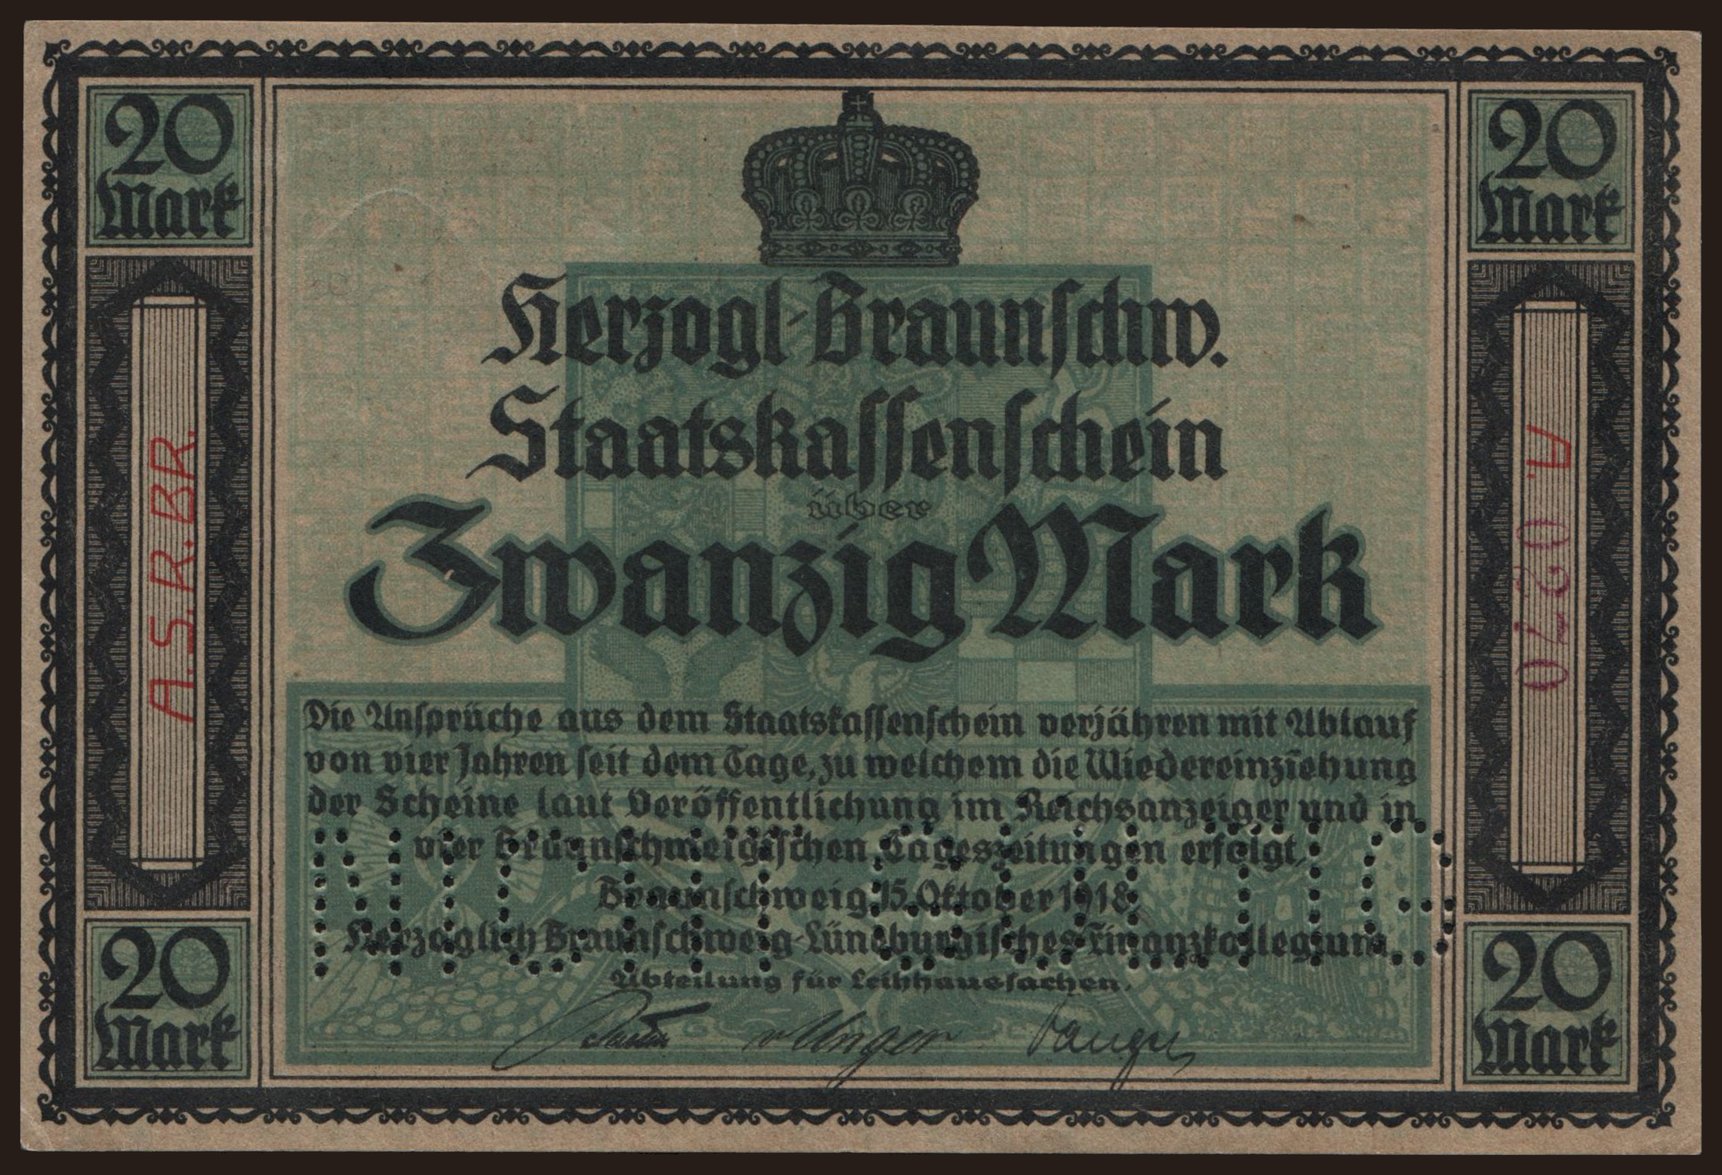 20 Mark
20 Mark
Herzogl-Braunschw.
Staatskassenschein
über
Zwanzig Mark
A.S.R.BR.
A. 0270
Die Ansprüche aus dem Staatskassenschein verjähren mit Ablauf
von vier Jahren seit dem Tage, zu welchem die Wiedereinziehung
der Scheine laut Veröffentlichung im Reichsanzeiger und in
vier Braunschweigischen Tageszeitungen erfolgt,
Braunschweig 15. Oktober 1918.
Herzoglich Braunschweig-Lüneburgisches Finanzkollegium.
Abteilung für Leihhaussachen.
NICHT GÜLTIG
v Unger
20 Mark
20 Mark